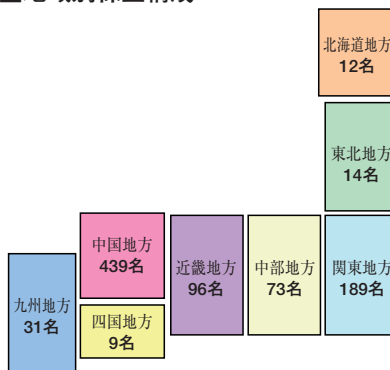 北海道地方
12名
東北地方
14名
中国地方
439名
近畿地方
96名
中部地方
73名
関東地方
189名
九州地方
31名
四国地方
9名